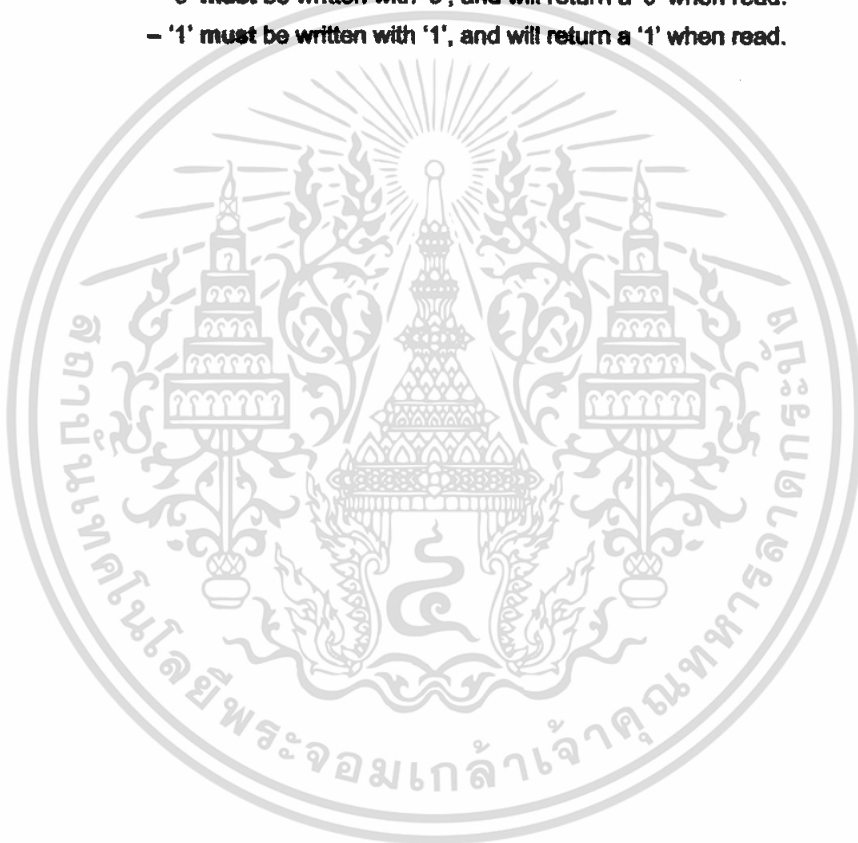 must be written with '0', and will return a '0' when read.
– '1' must be written with '1', and will return a '1' when read.
สถาบันเทคโนโลยีพระจอมเกล้าเจ้าคุณทหารลาดกระบัง
๔